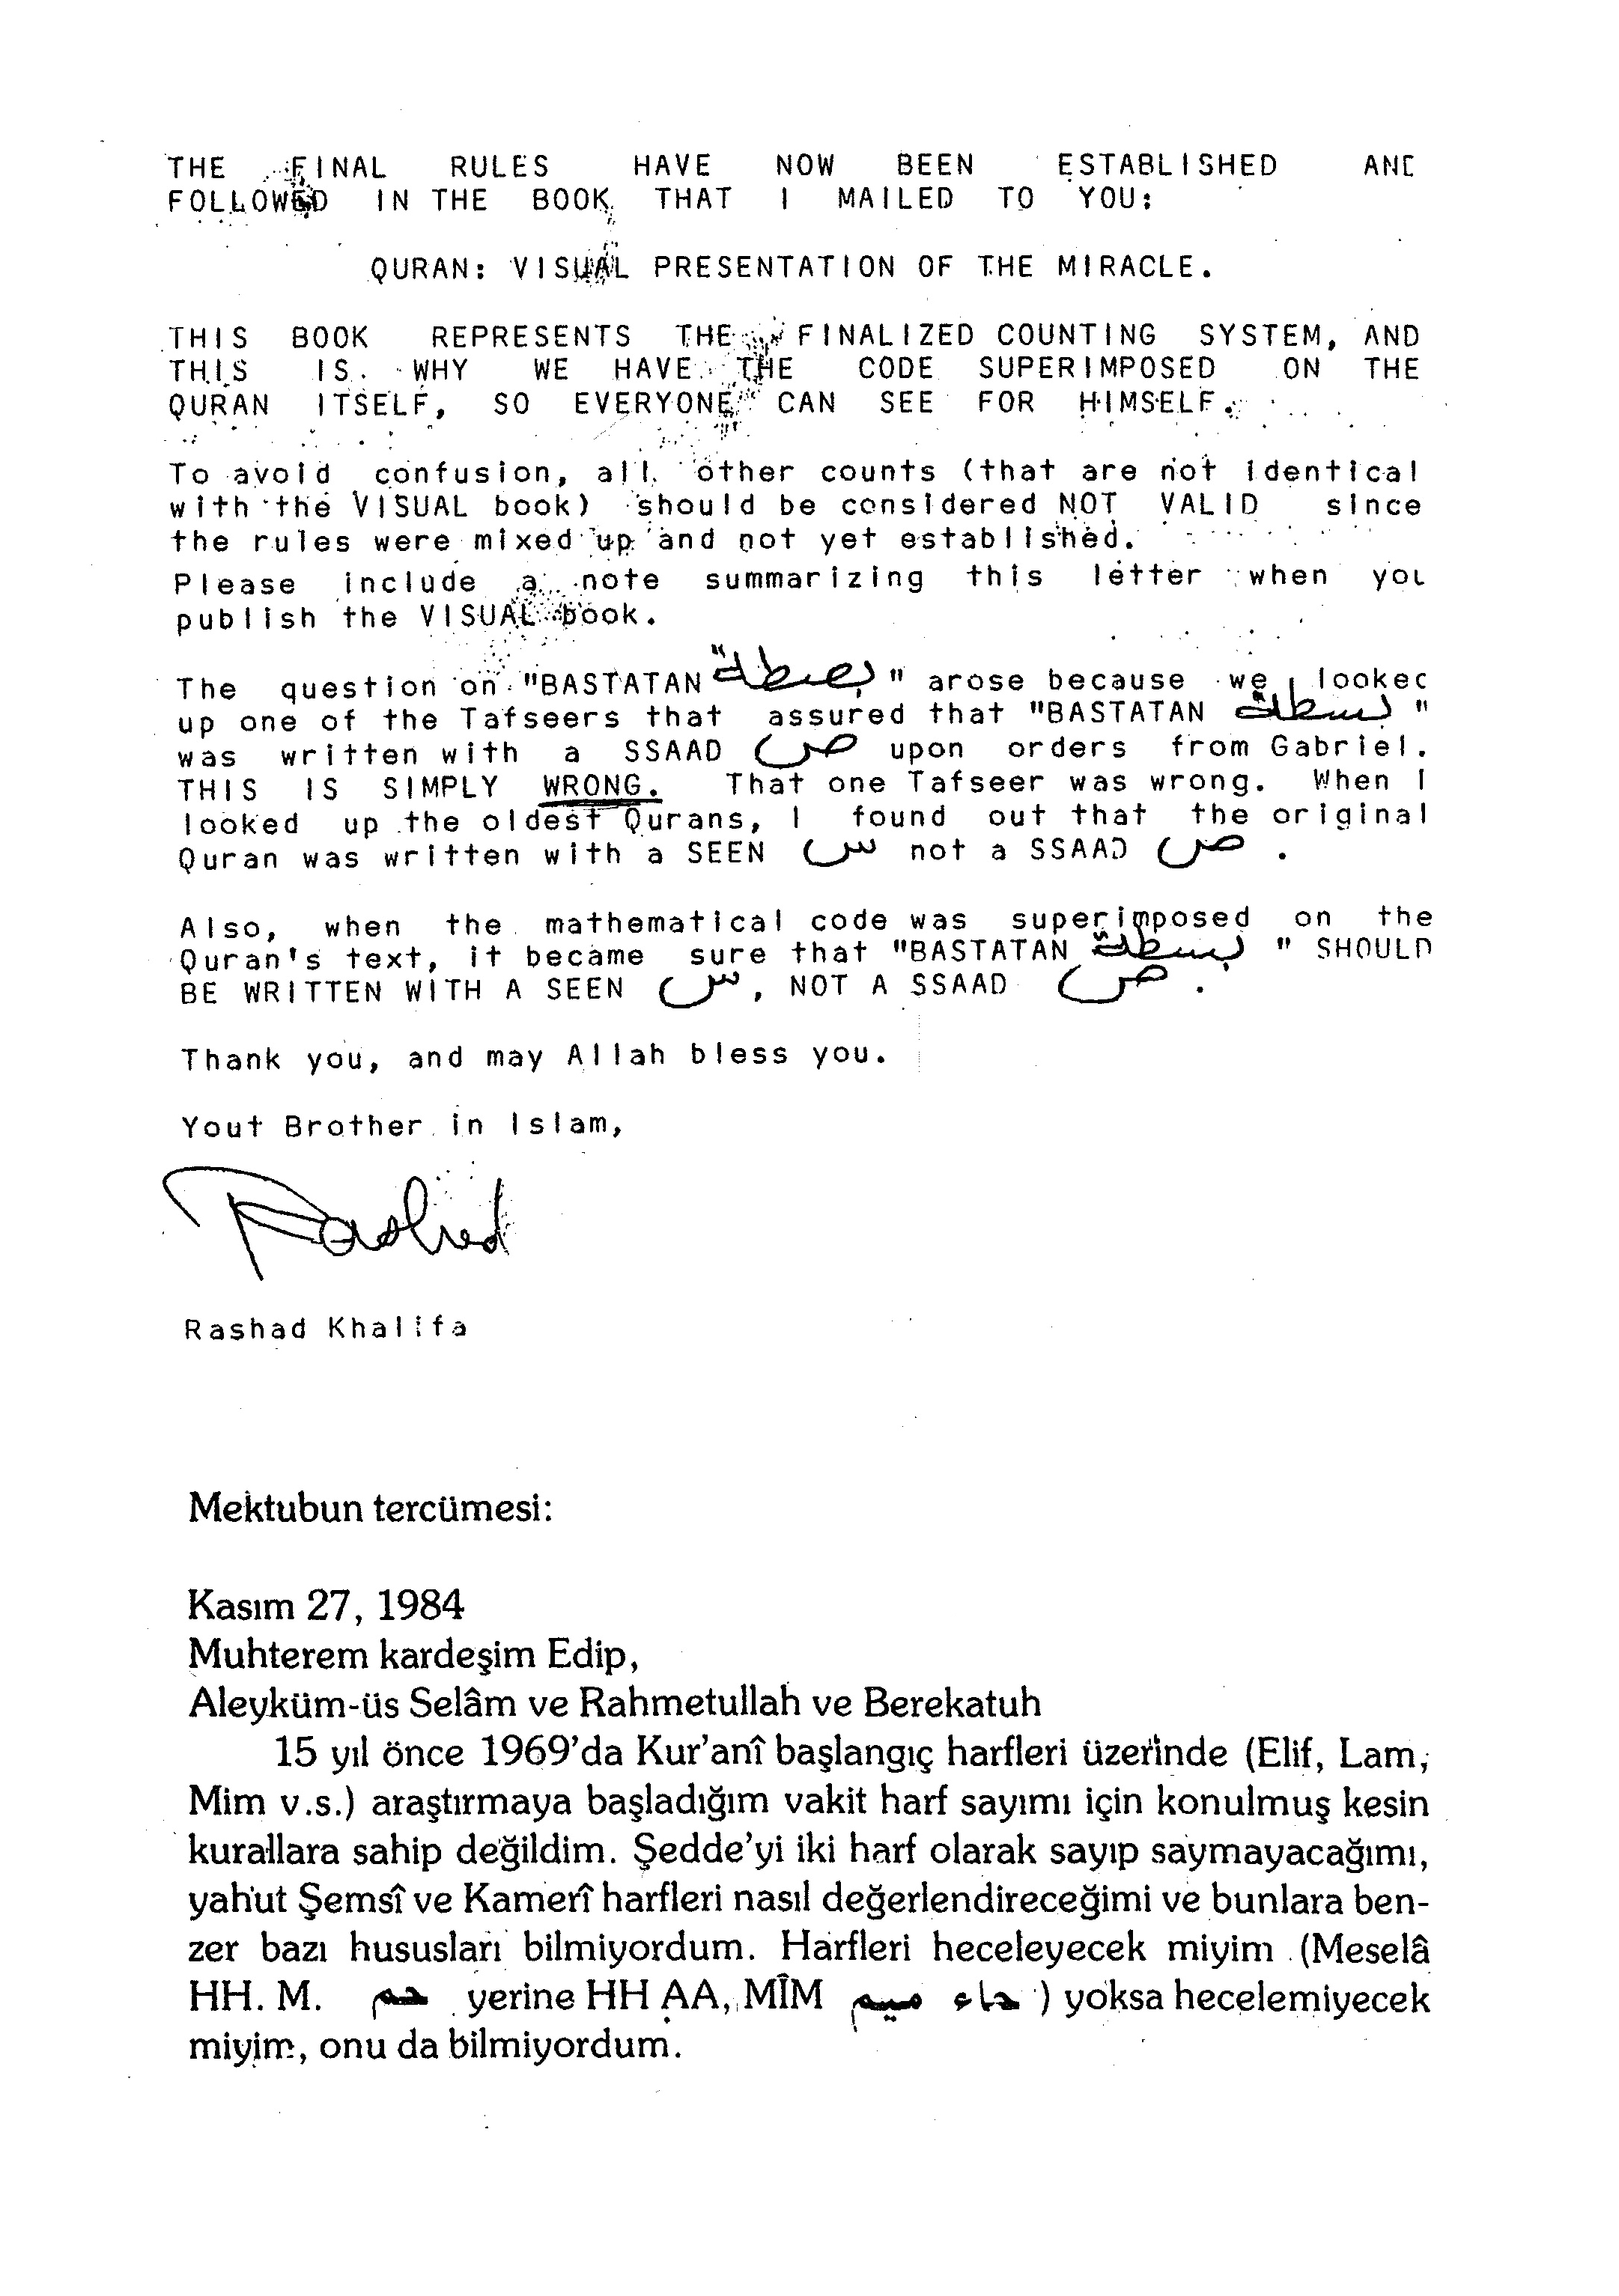 THE FINAL RULES HAVE NOW BEEN ESTABLISHED AND
FOLLOWED IN THE BOOK THAT I MAILED TO YOU:
QURAN: VISUAL PRESENTATION OF THE MIRACLE.
THIS BOOK REPRESENTS THE FINALIZED COUNTING SYSTEM, AND
THIS IS WHY WE HAVE THE CODE SUPERIMPOSED ON THE
QURAN ITSELF, SO EVERYONE CAN SEE FOR HIMSELF.
To avoid confusion, all other counts (that are not identical
with the VISUAL book) should be considered NOT VALID since
the rules were mixed up and not yet established.
Please include a note summarizing this letter when you
publish the VISUAL book.
The question on "BASTATAN بصطة" arose because we looked
up one of the Tafseers that assured that "BASTATAN بسطة"
was written with a SSAAD ص upon orders from Gabriel.
THIS IS SIMPLY WRONG. That one Tafseer was wrong. When I
looked up the oldest Qurans, I found out that the original
Quran was written with a SEEN س not a SSAAD ص .
Also, when the mathematical code was superimposed on the
Quran's text, it became sure that "BASTATAN بسطة" SHOULD
BE WRITTEN WITH A SEEN س, NOT A SSAAD ص .
Thank you, and may Allah bless you.
Yout Brother in Islam,
Rashad
Rashad Khalifa
Mektubun tercümesi:
Kasım 27, 1984
Muhterem kardeşim Edip,
Aleyküm-üs Selâm ve Rahmetullah ve Berekatuh
15 yıl önce 1969'da Kur'anî başlangıç harfleri üzerinde (Elif, Lam,
Mim v.s.) araştırmaya başladığım vakit harf sayımı için konulmuş kesin
kurallara sahip değildim. Şedde'yi iki harf olarak sayıp saymayacağımı,
yahut Şemsî ve Kamerî harfleri nasıl değerlendireceğimi ve bunlara ben-
zer bazı hususları bilmiyordum. Harfleri heceleyecek miyim (Meselâ
HH. M. حم yerine HH AA, MÎM حاء ميم ) yoksa hecelemiyecek
miyim, onu da bilmiyordum.